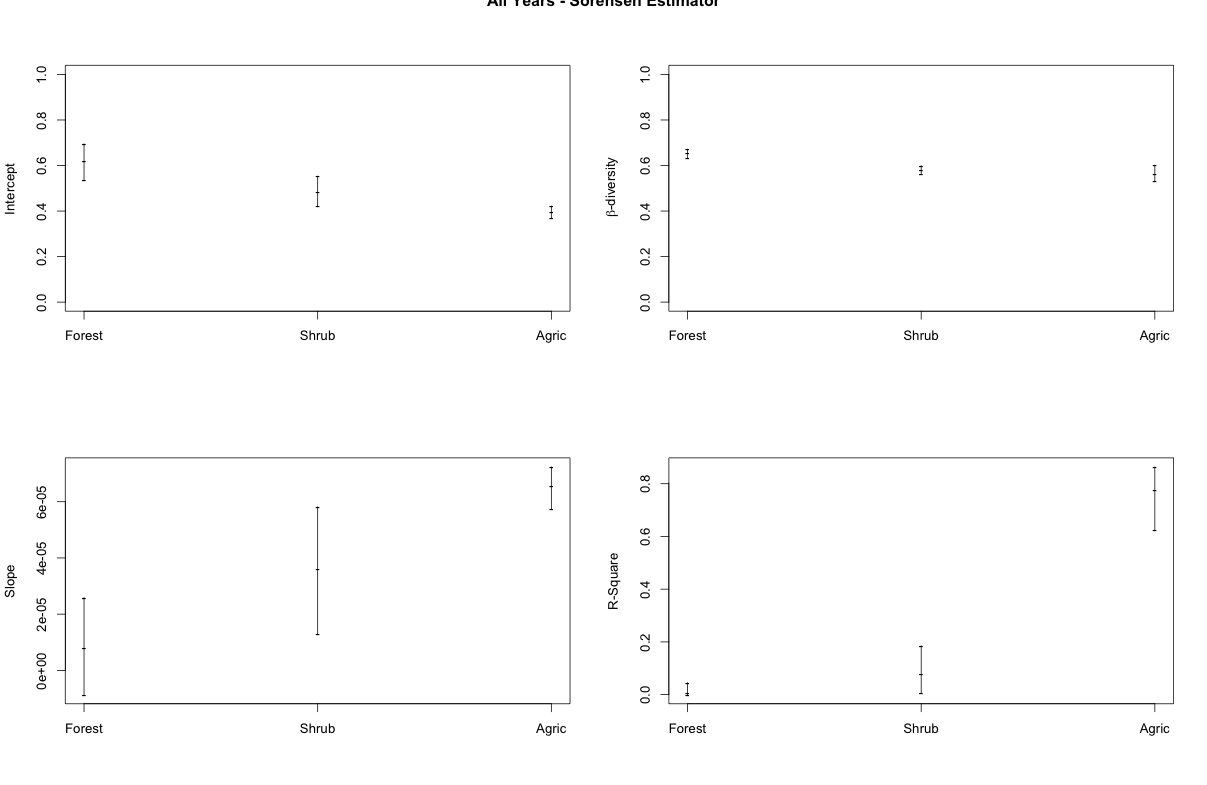 All Years - Sorensen Estimator
Intercept
1.0
0.8
0.6
0.4
0.2
0.0
Forest Shrub Agric
β-diversity
1.0
0.8
0.6
0.4
0.2
0.0
Forest Shrub Agric
Slope
6e-05
4e-05
2e-05
0e+00
Forest Shrub Agric
R-Square
0.8
0.6
0.4
0.2
0.0
Forest Shrub Agric